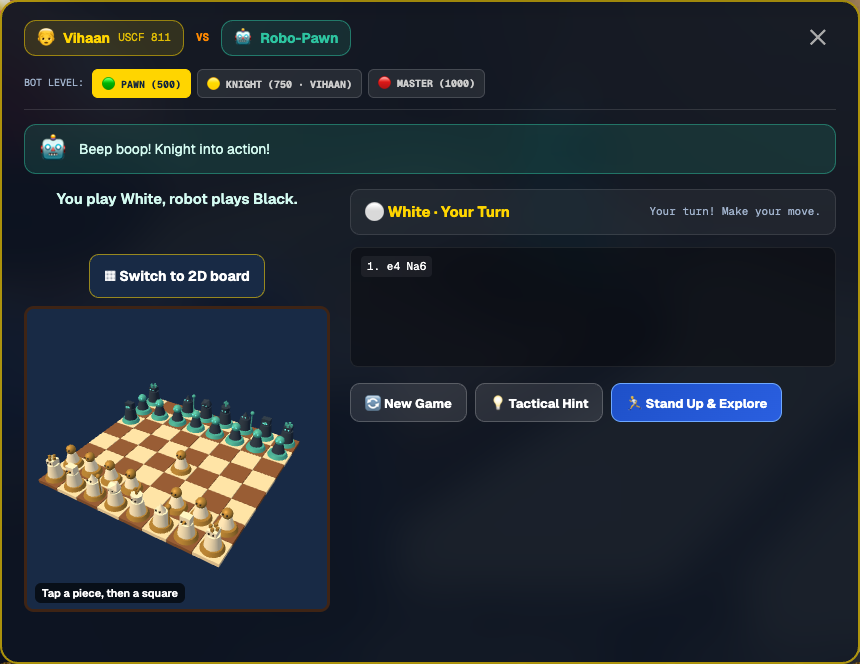 Vihaan USCF 811 VS Robo-Pawn
BOT LEVEL: PAWN (500) KNIGHT (750 · VIHAAN) MASTER (1000)
Beep boop! Knight into action!
You play White, robot plays Black.
White · Your Turn
Your turn! Make your move.
Switch to 2D board
1. e4 Na6
New Game Tactical Hint Stand Up & Explore
Tap a piece, then a square